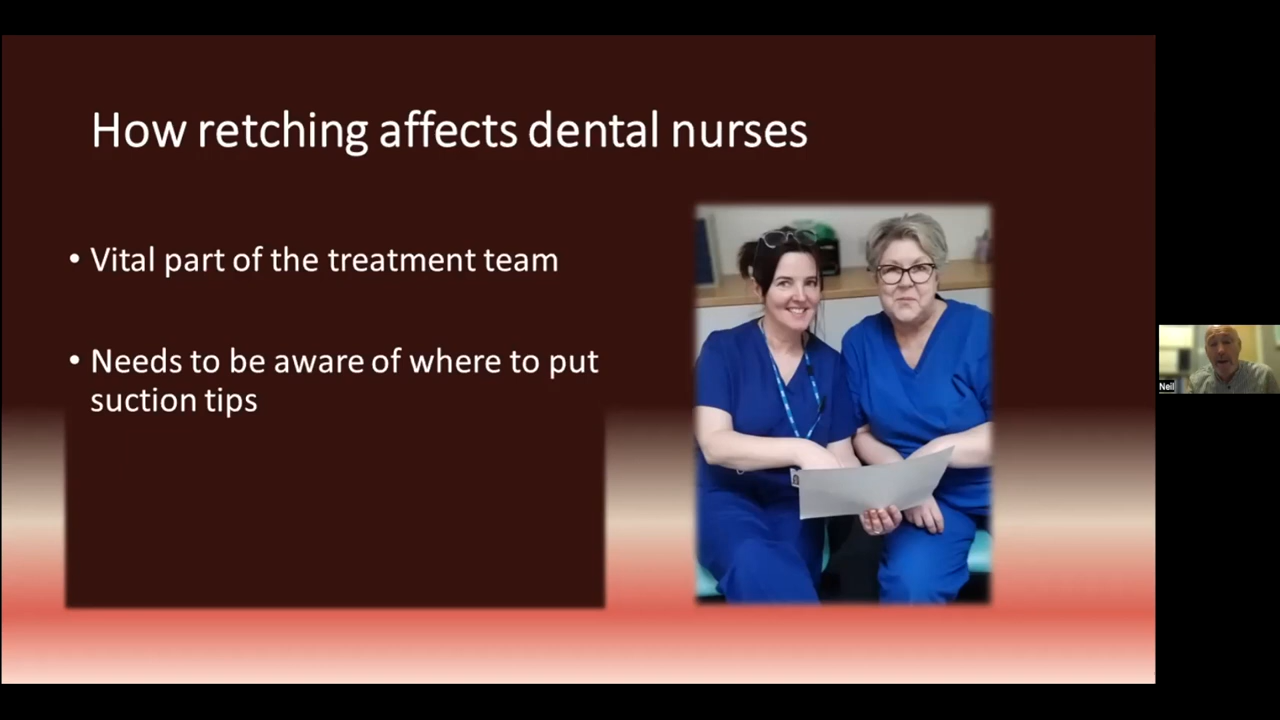 How retching affects dental nurses
• Vital part of the treatment team
• Needs to be aware of where to put
suction tips
Neil